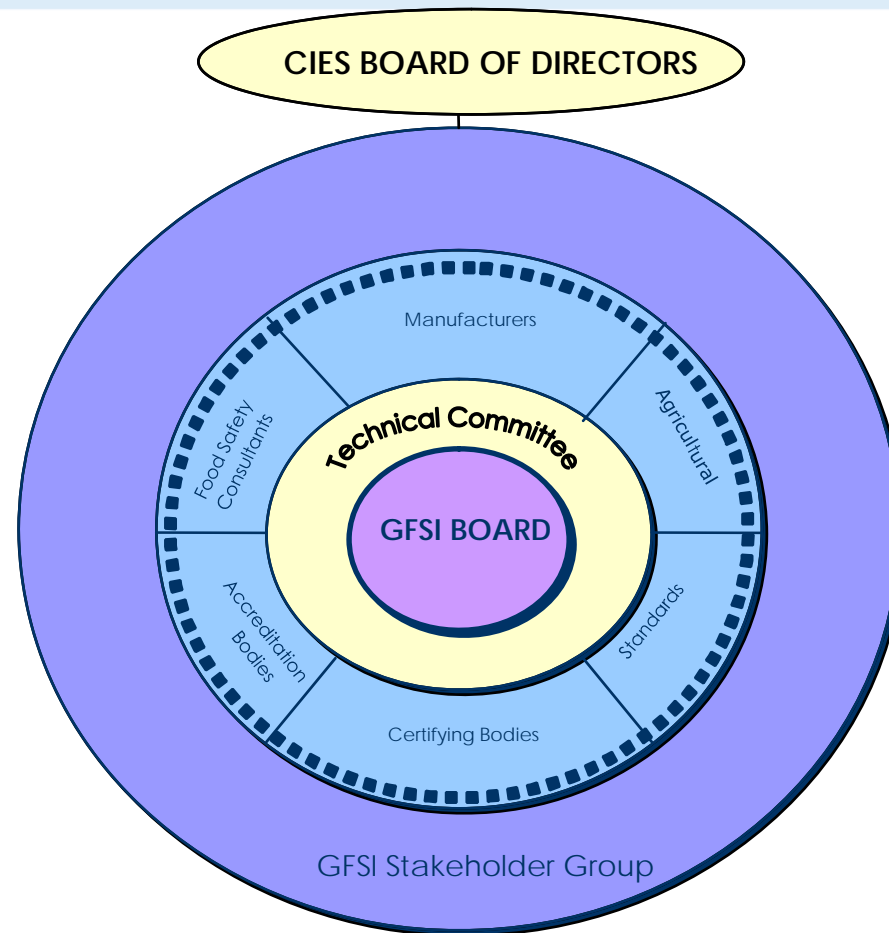 CIES BOARD OF DIRECTORS
Manufacturers
Technical Committee
Agricultural
Food Safety
Consultants
GFSI BOARD
Accreditation
Bodies
Standards
Certifying Bodies
GFSI Stakeholder Group